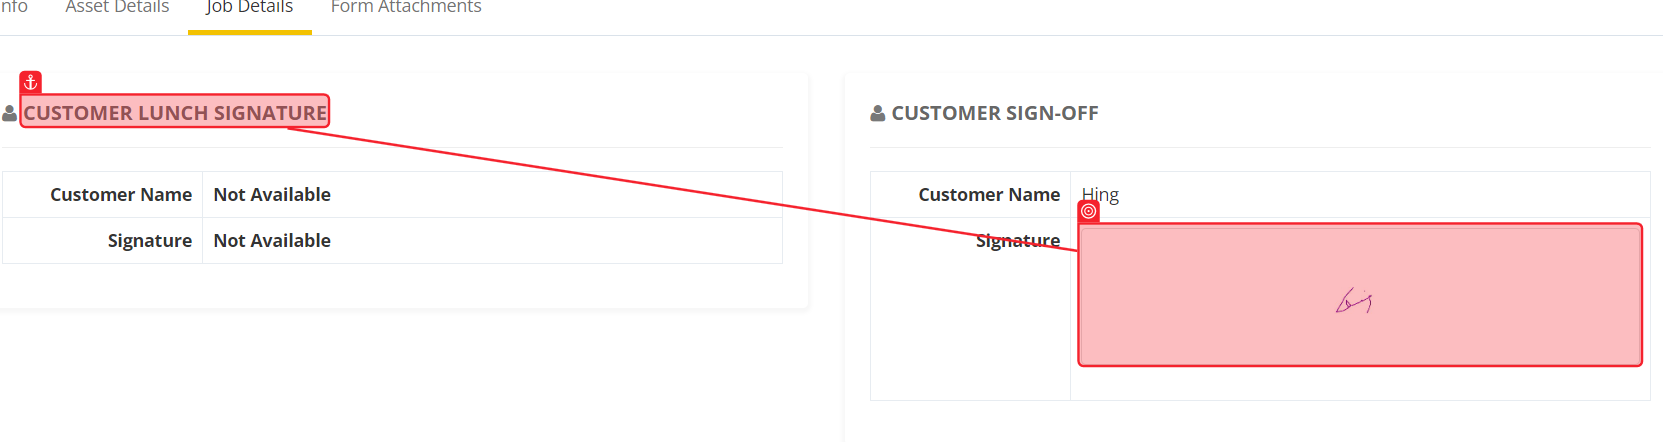 nfo Asset Details Job Details Form Attachments
CUSTOMER LUNCH SIGNATURE
Customer Name Not Available
Signature Not Available
CUSTOMER SIGN-OFF
Customer Name Hing
Signature